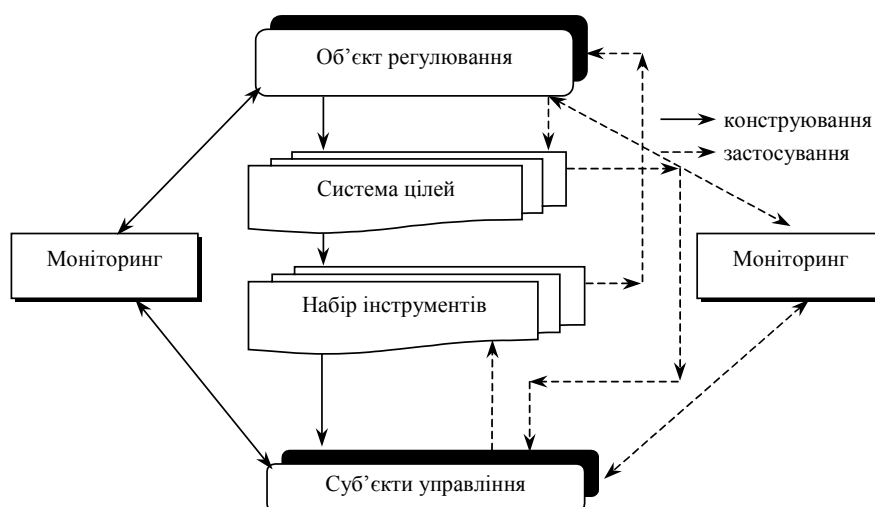 Об’єкт регулювання
конструювання
застосування
Система цілей
Моніторинг
Моніторинг
Набір інструментів
Суб’єкти управління